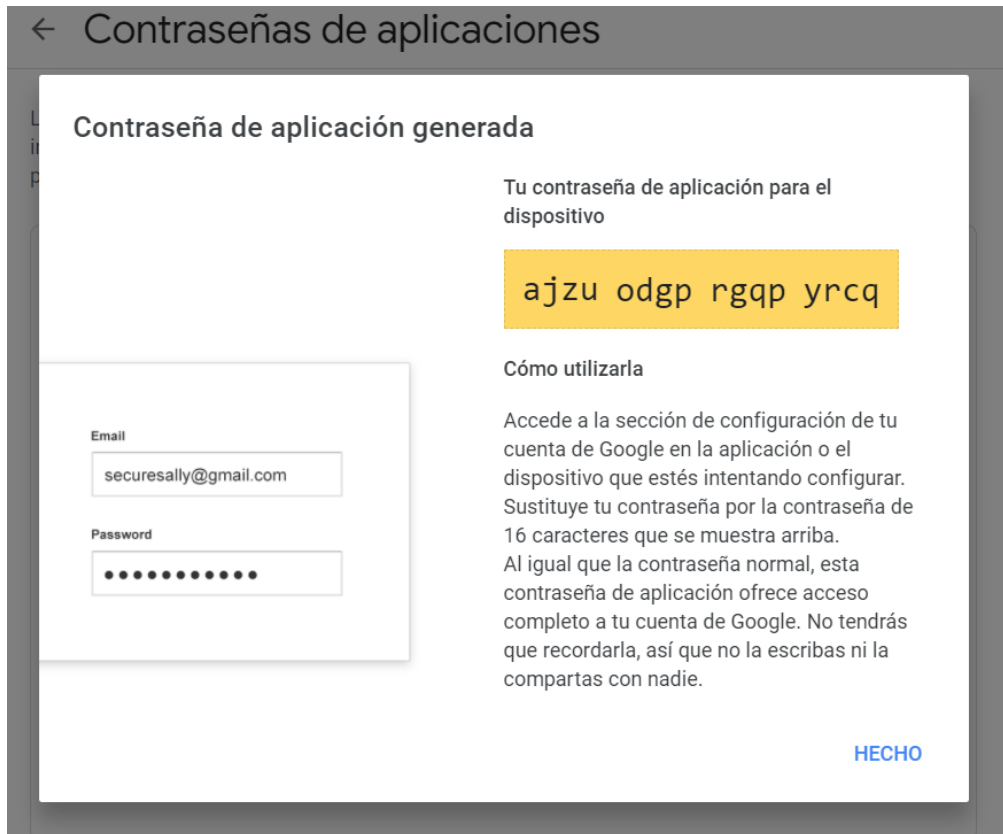 ← Contraseñas de aplicaciones
Contraseña de aplicación generada
Tu contraseña de aplicación para el
dispositivo
ajzu odgp rgqp yrcq
Cómo utilizarla
Accede a la sección de configuración de tu
cuenta de Google en la aplicación o el
dispositivo que estés intentando configurar.
Sustituye tu contraseña por la contraseña de
16 caracteres que se muestra arriba.
Al igual que la contraseña normal, esta
contraseña de aplicación ofrece acceso
completo a tu cuenta de Google. No tendrás
que recordarla, así que no la escribas ni la
compartas con nadie.
Email
securesally@gmail.com
Password
●●●●●●●●●●●
HECHO